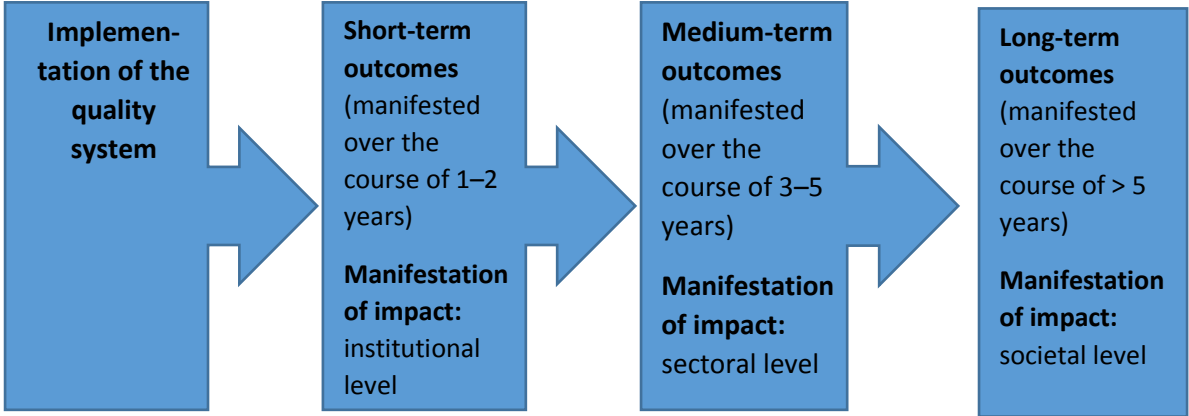 Implemen-
tation of the
quality
system
Short-term
outcomes
(manifested
over the
course of 1–2
years)
Manifestation
of impact:
institutional
level
Medium-term
outcomes
(manifested
over the
course of 3–5
years)
Manifestation
of impact:
sectoral level
Long-term
outcomes
(manifested
over the
course of > 5
years)
Manifestation
of impact:
societal level